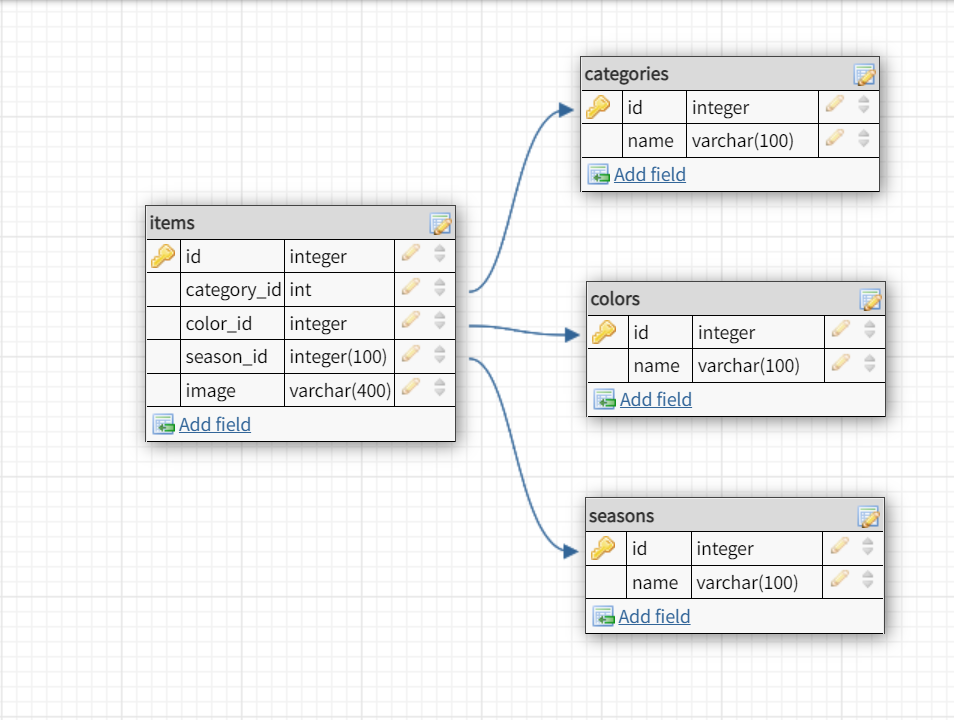 categories
id integer
name varchar(100)
Add field
items
id integer
category_id int
color_id integer
season_id integer(100)
image varchar(400)
Add field
colors
id integer
name varchar(100)
Add field
seasons
id integer
name varchar(100)
Add field